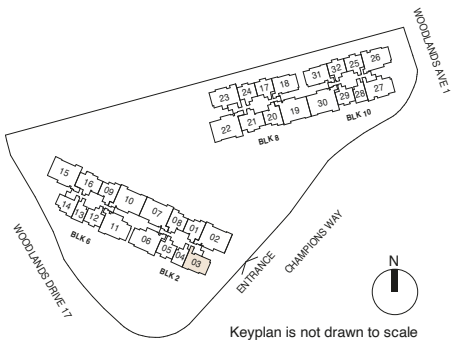 WOODLANDS AVE 1
23 24 17 18
31 32 25 26
22 21 20 19 30 29 28 27
BLK 8
BLK 10
15 16 09 10 07 08 01 02
14 13 12 11 06 05 04 03
BLK 6
BLK 2
WOODLANDS DRIVE 17
ENTRANCE
CHAMPIONS WAY
N
Keyplan is not drawn to scale